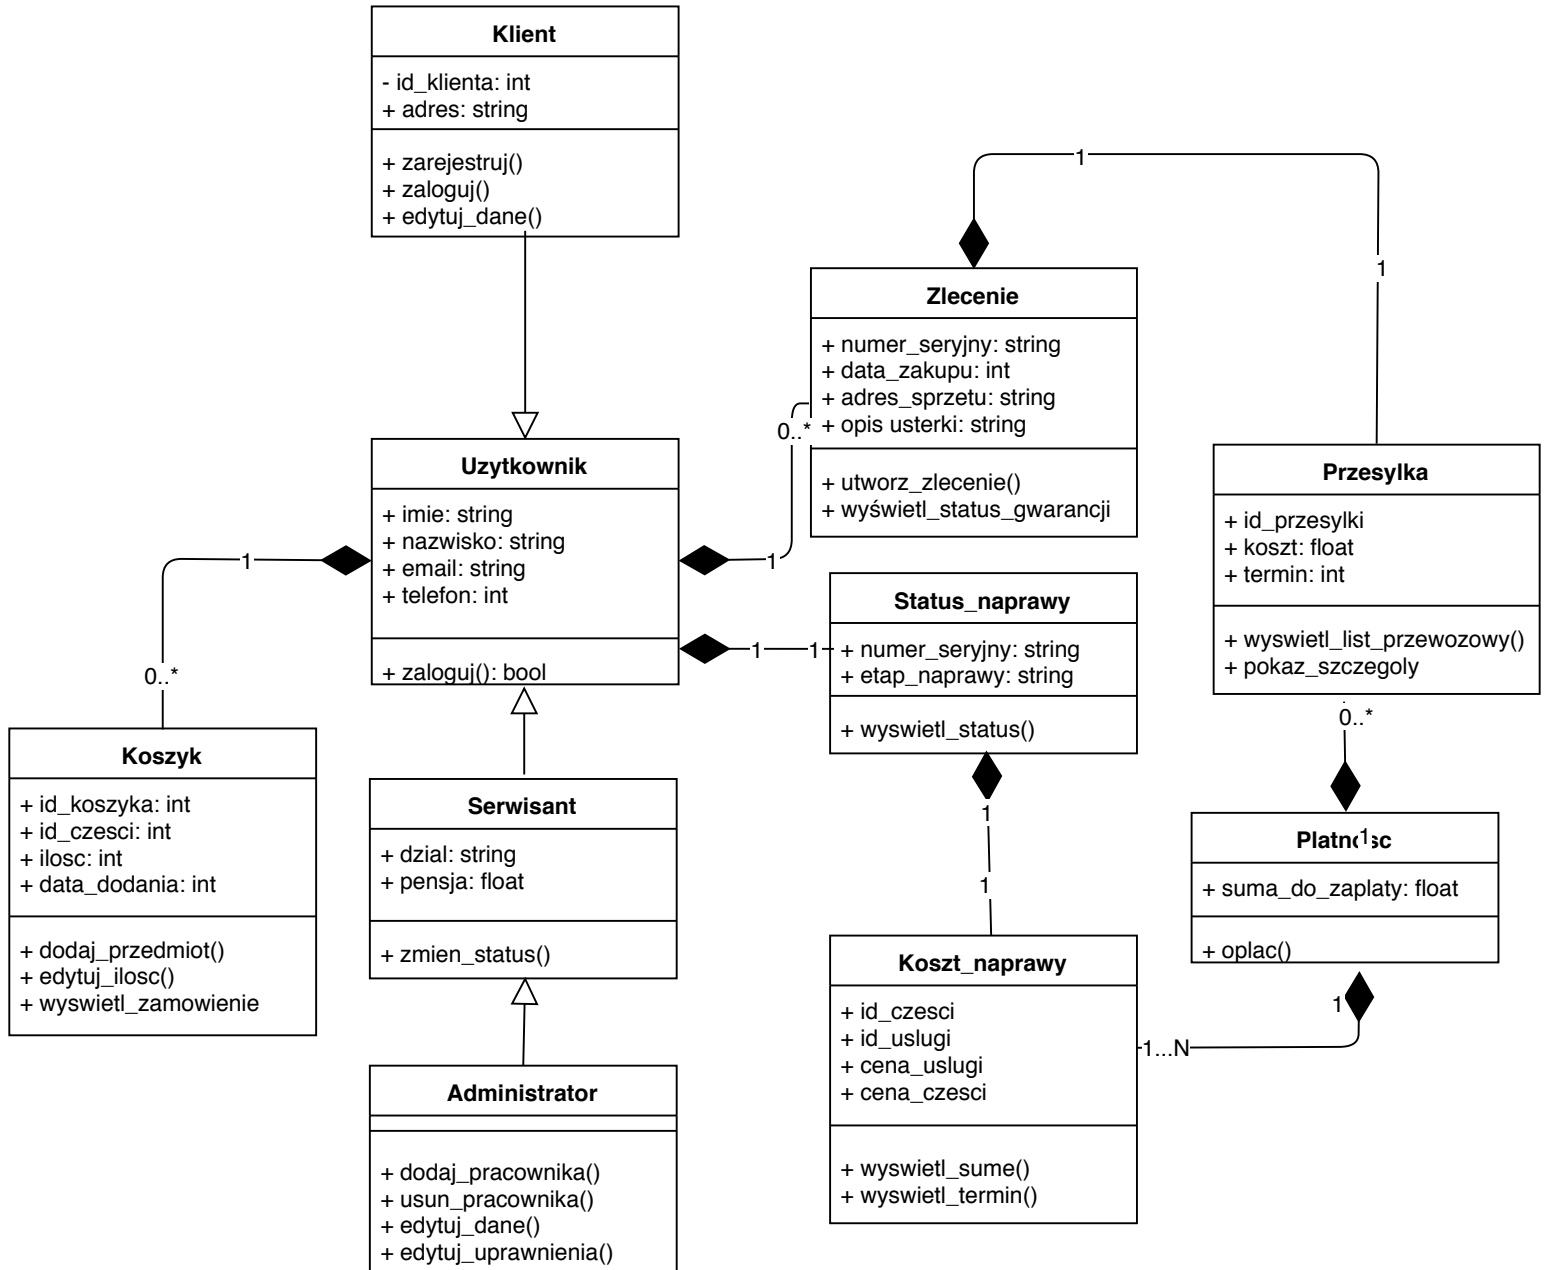 Klient
- id_klienta: int
+ adres: string
+ zarejestruj()
+ zaloguj()
+ edytuj_dane()
1
1
Zlecenie
+ numer_seryjny: string
+ data_zakupu: int
+ adres_sprzetu: string
+ opis usterki: string
+ utworz_zlecenie()
+ wyświetl_status_gwarancji
0..*
1
Uzytkownik
+ imie: string
+ nazwisko: string
+ email: string
+ telefon: int
+ zaloguj(): bool
1
0..*
1
1
Przesylka
+ id_przesylki
+ koszt: float
+ termin: int
+ wyswietl_list_przewozowy()
+ pokaz_szczegoly
0..*
Status_naprawy
+ numer_seryjny: string
+ etap_naprawy: string
+ wyswietl_status()
1
1
Koszyk
+ id_koszyka: int
+ id_czesci: int
+ ilosc: int
+ data_dodania: int
+ dodaj_przedmiot()
+ edytuj_ilosc()
+ wyswietl_zamowienie
Serwisant
+ dzial: string
+ pensja: float
+ zmien_status()
Platnosc
1
+ suma_do_zaplaty: float
+ oplac()
1
1...N
Koszt_naprawy
+ id_czesci
+ id_uslugi
+ cena_uslugi
+ cena_czesci
+ wyswietl_sume()
+ wyswietl_termin()
Administrator
+ dodaj_pracownika()
+ usun_pracownika()
+ edytuj_dane()
+ edytuj_uprawnienia()